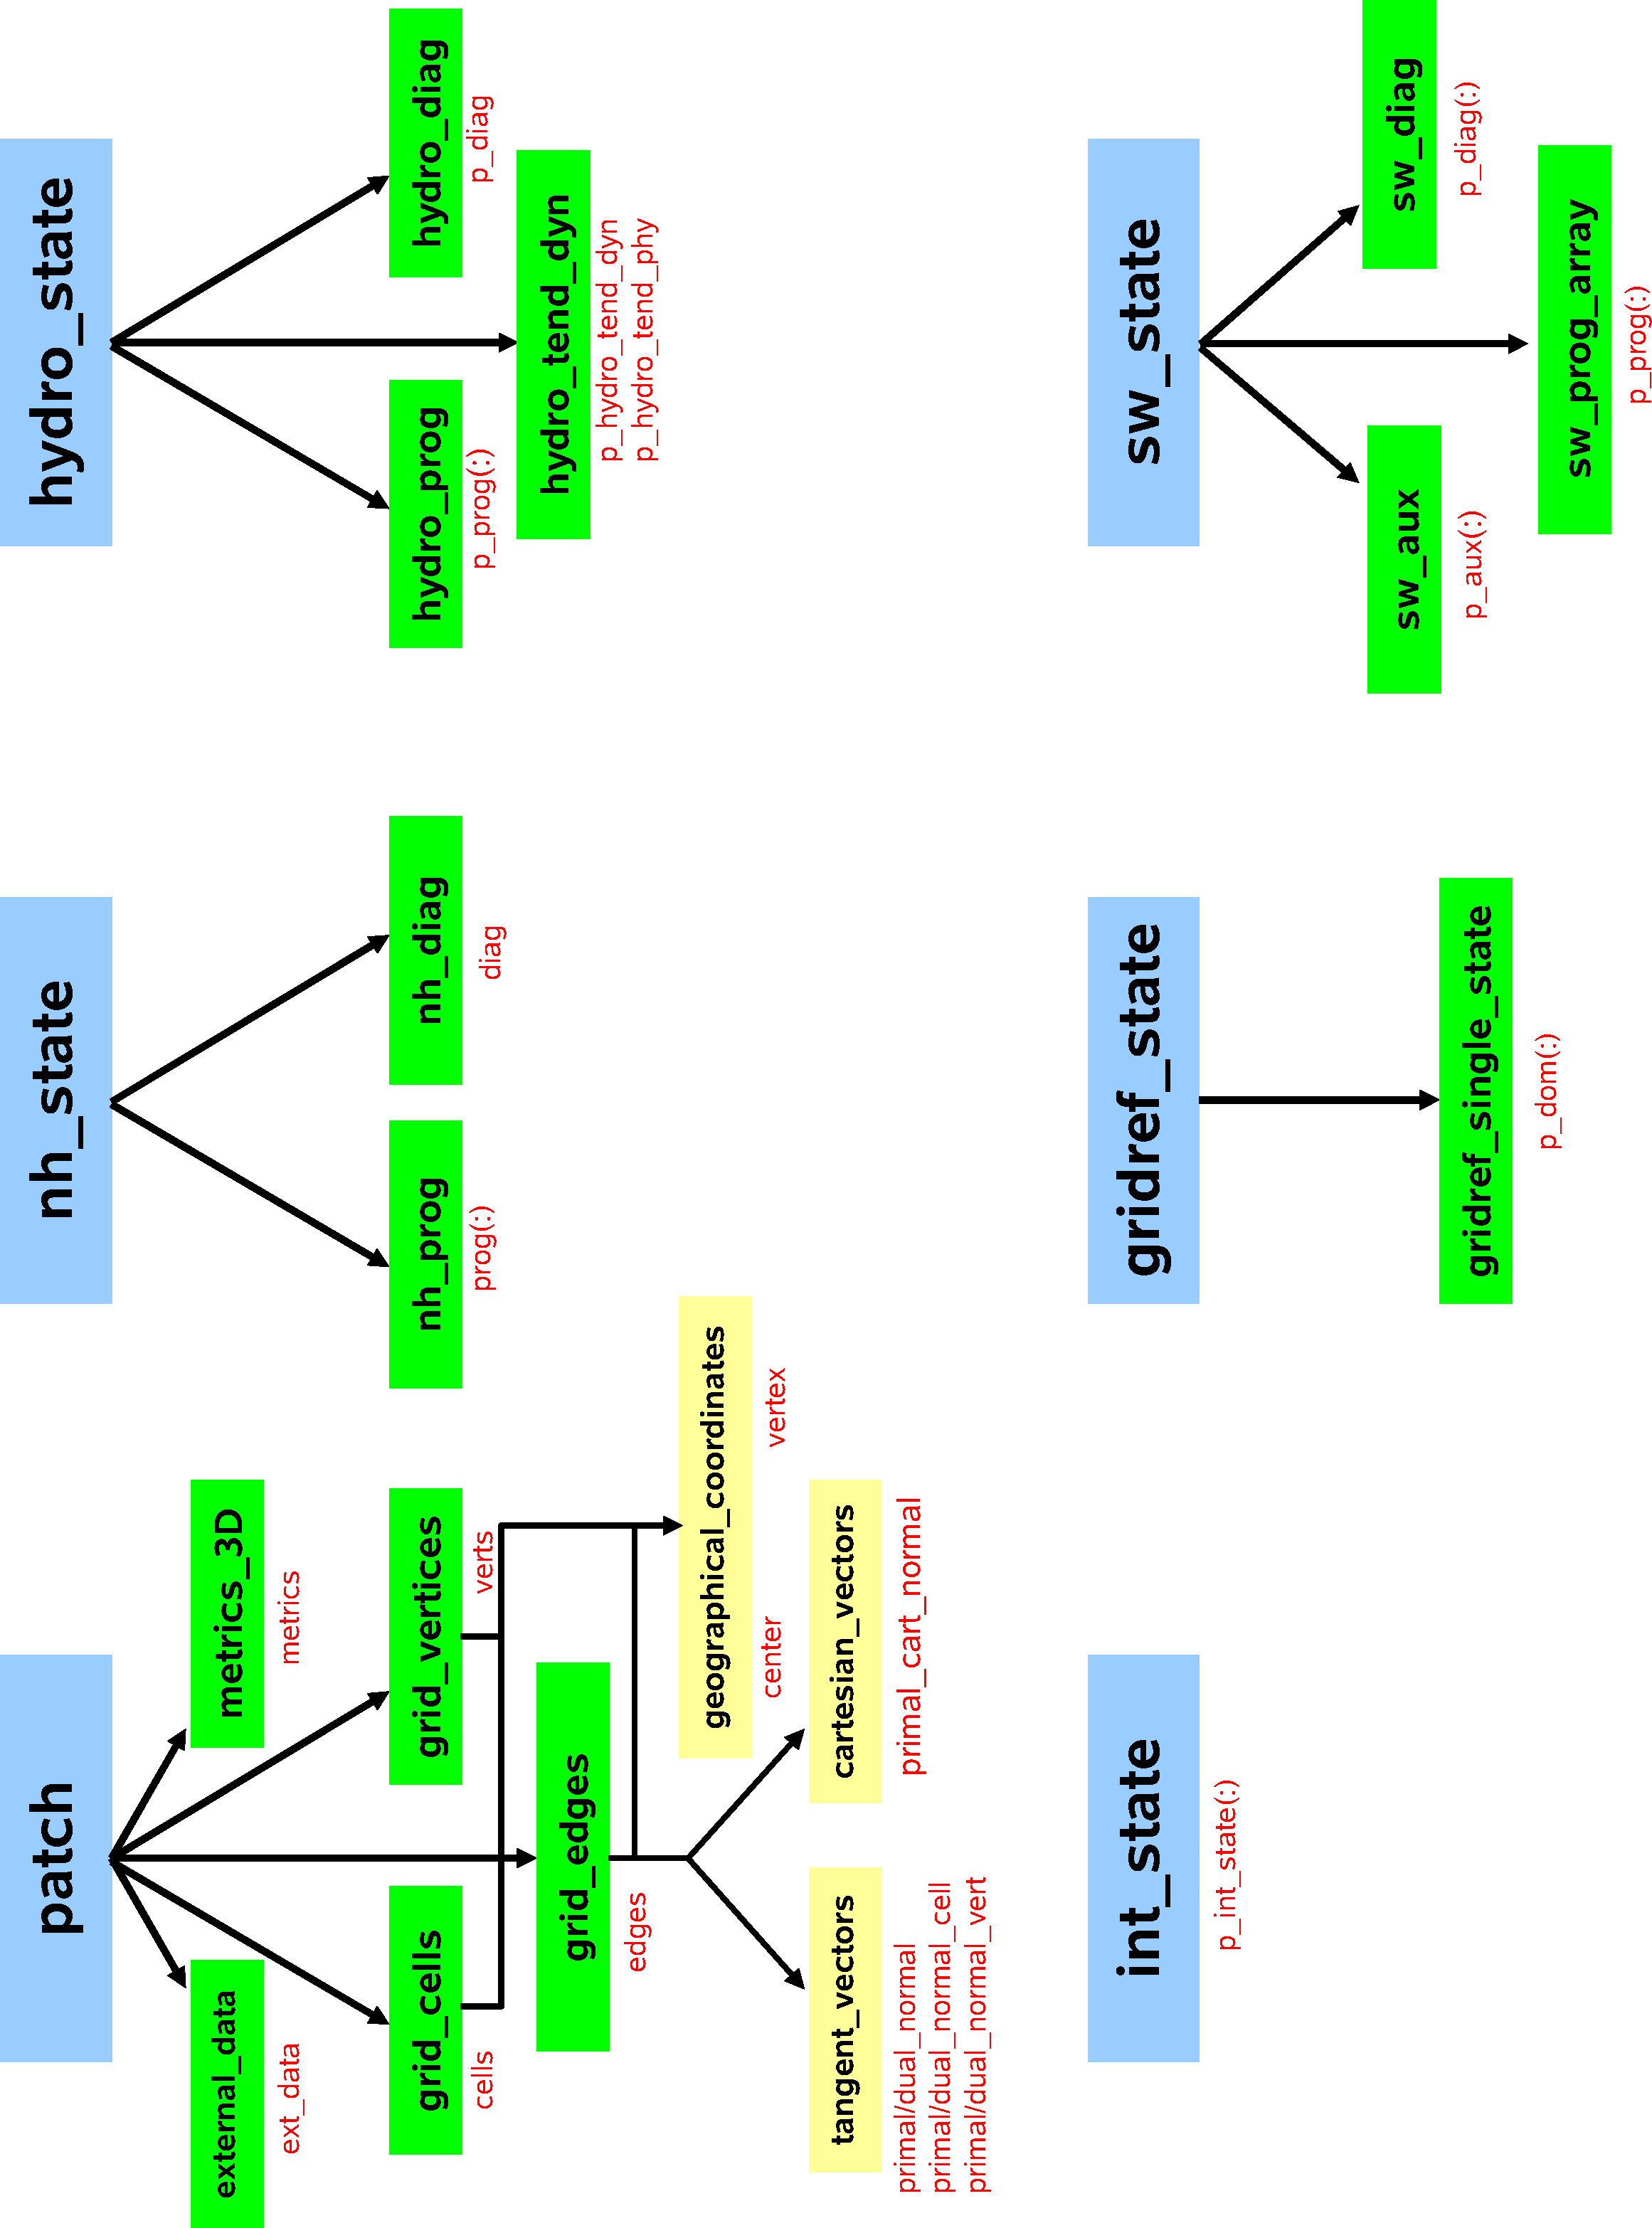 patch
nh_state
hydro_state
external_data
ext_data
metrics_3D
metrics
grid_cells
cells
grid_vertices
verts
grid_edges
edges
geographical_coordinates
center
vertex
tangent_vectors
primal/dual_normal
primal/dual_normal_cell
primal/dual_normal_vert
cartesian_vectors
primal_cart_normal
nh_prog
prog(:)
nh_diag
diag
hydro_prog
p_prog(:)
hydro_diag
p_diag
hydro_tend_dyn
p_hydro_tend_dyn
p_hydro_tend_phy
int_state
p_int_state(:)
gridref_state
gridref_single_state
p_dom(:)
sw_state
sw_aux
p_aux(:)
sw_diag
p_diag(:)
sw_prog_array
p_prog(:)